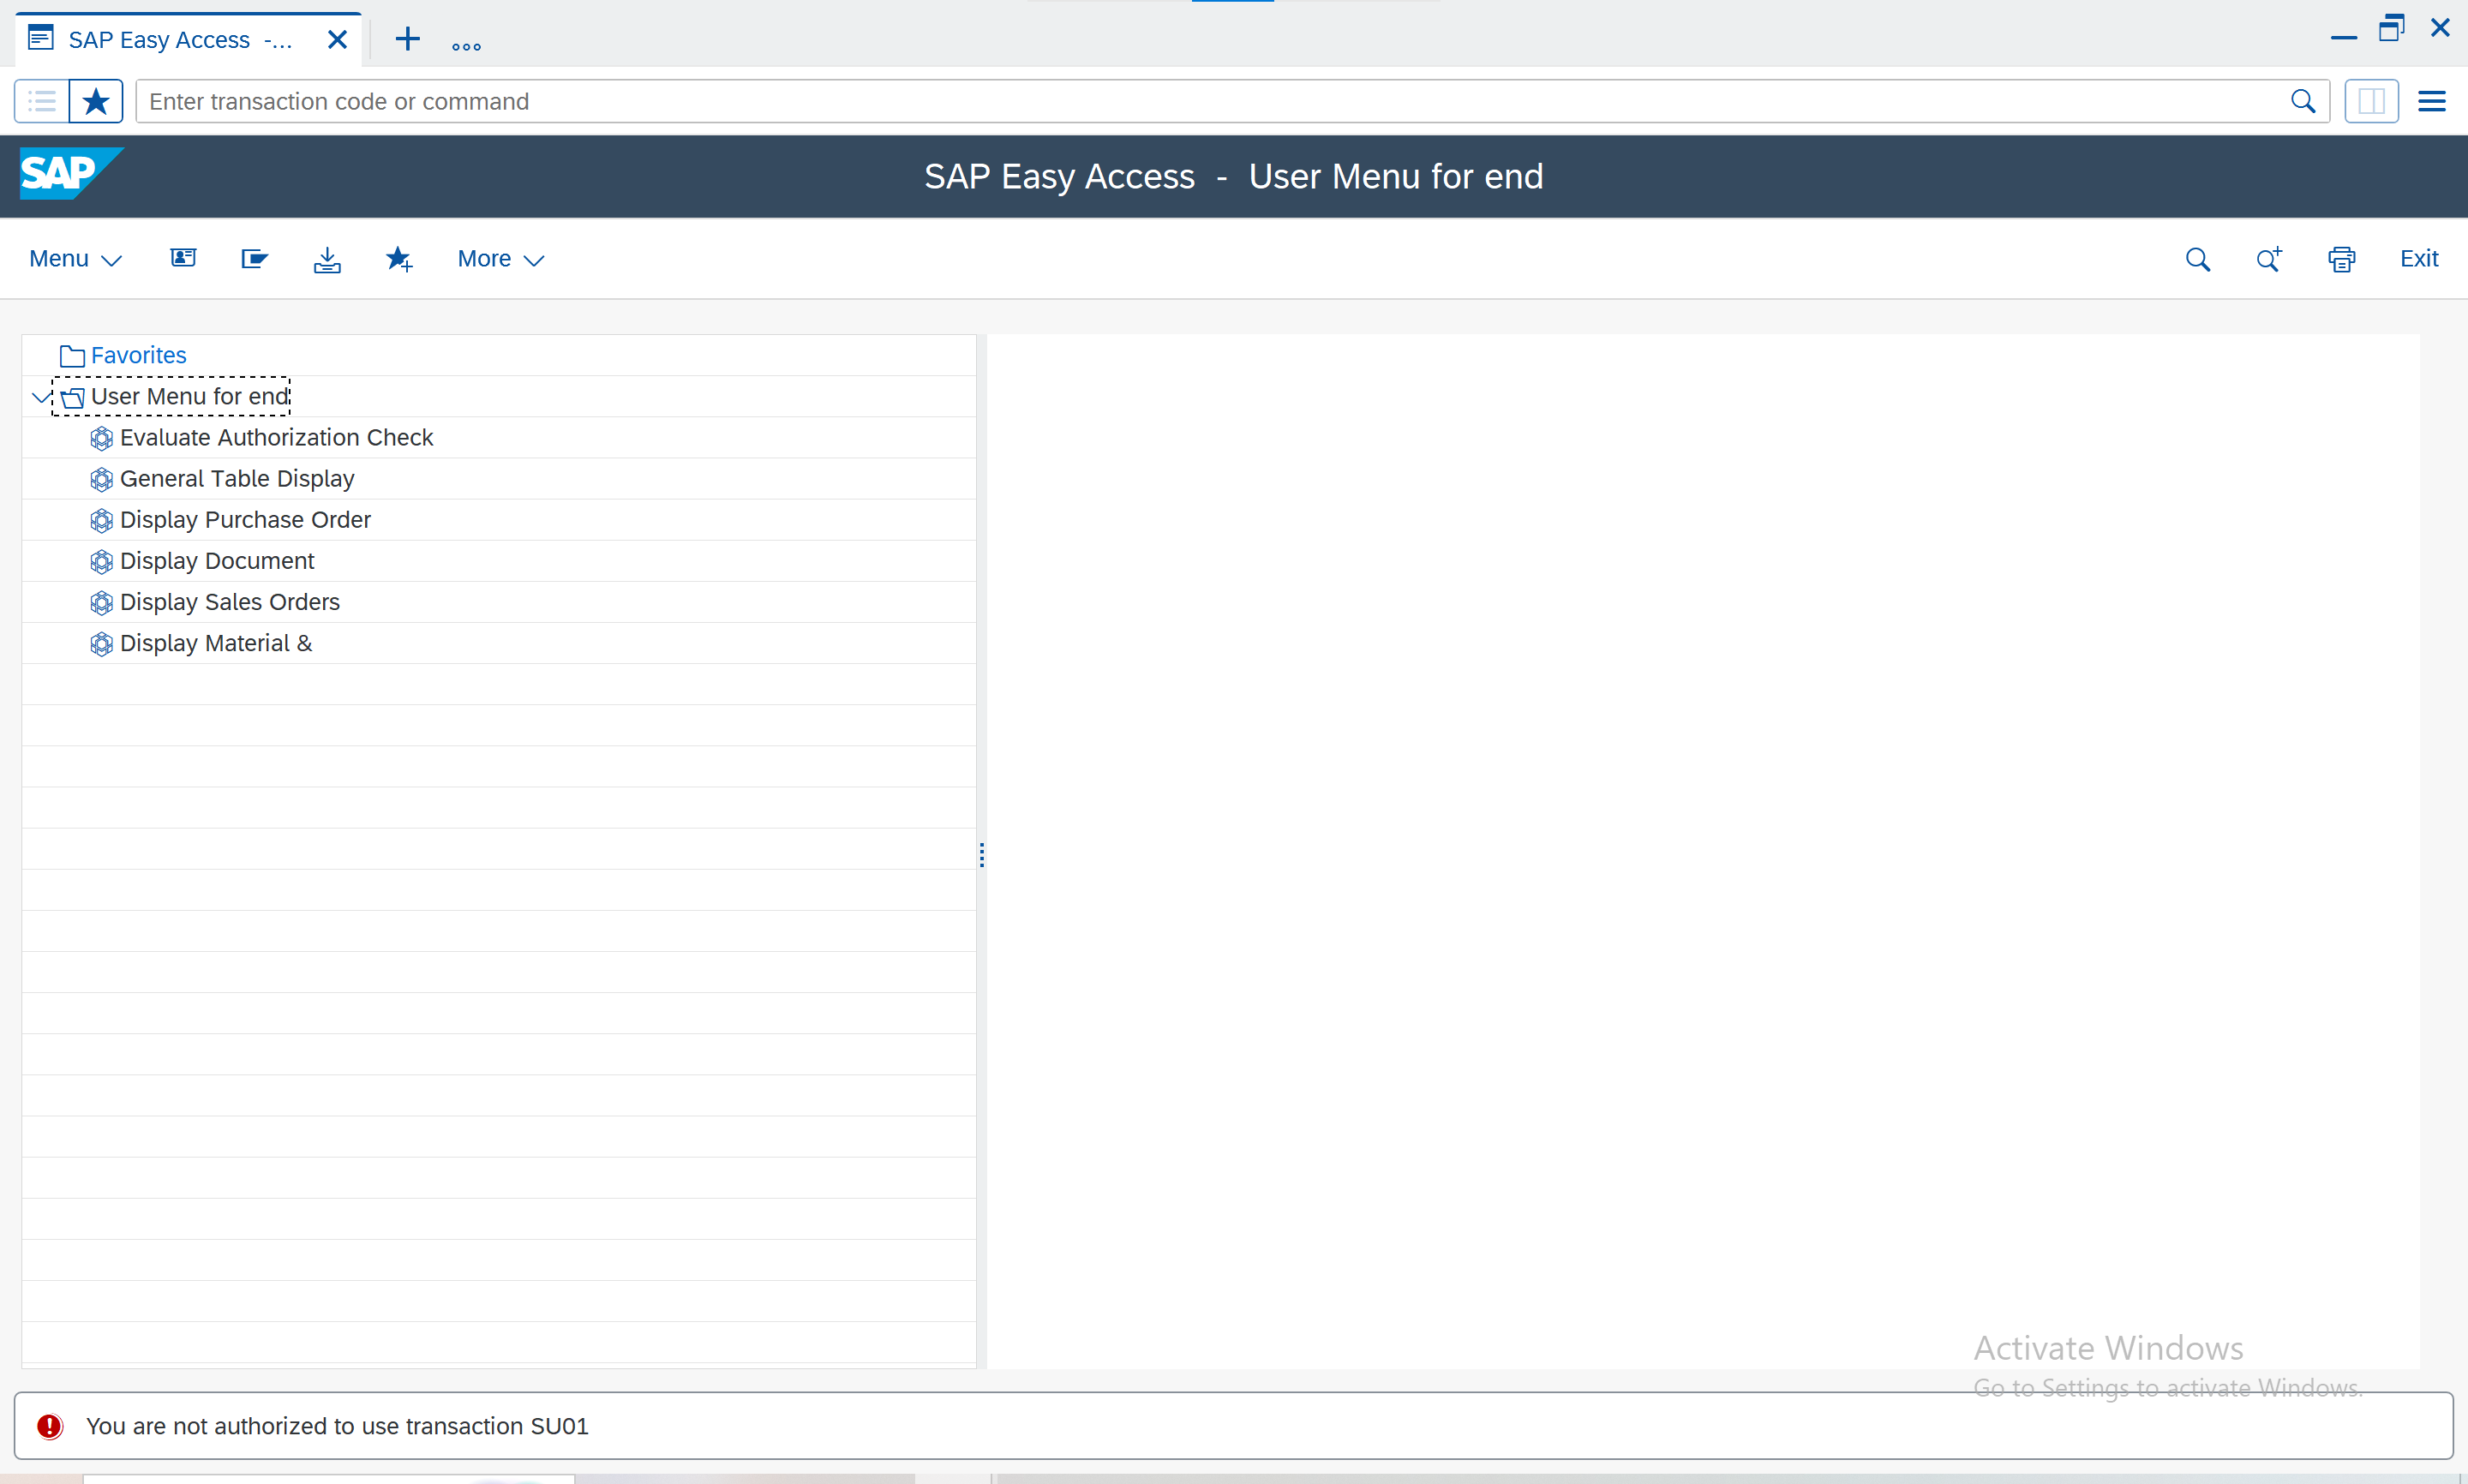 SAP Easy Access -...
Enter transaction code or command
SAP
SAP Easy Access - User Menu for end
Menu
More
Exit
Favorites
User Menu for end
Evaluate Authorization Check
General Table Display
Display Purchase Order
Display Document
Display Sales Orders
Display Material &
Activate Windows
Go to Settings to activate Windows.
You are not authorized to use transaction SU01